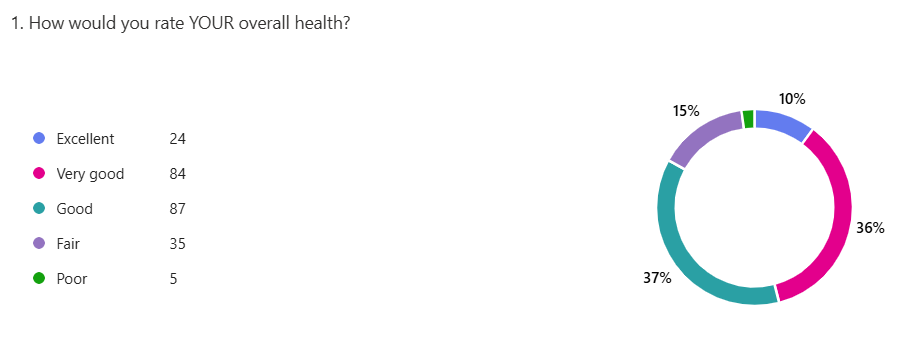 1. How would you rate YOUR overall health?
Excellent 24
Very good 84
Good 87
Fair 35
Poor 5
10%
15%
36%
37%